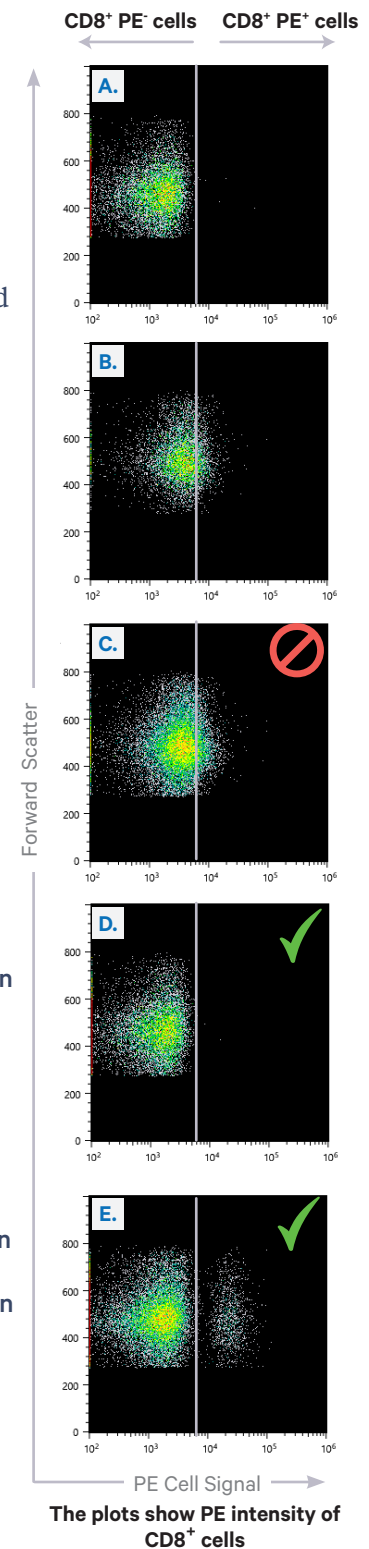 CD8⁺ PE⁻ cells CD8⁺ PE⁺ cells
A.
800
600
400
200
0
10² 10³ 10⁴ 10⁵ 10⁶
d
B.
800
600
400
200
0
10² 10³ 10⁴ 10⁵ 10⁶
C.
800
600
400
200
0
10² 10³ 10⁴ 10⁵ 10⁶
Forward Scatter
D.
800
600
400
200
0
10² 10³ 10⁴ 10⁵ 10⁶
n
E.
800
600
400
200
0
10² 10³ 10⁴ 10⁵ 10⁶
n
n
PE Cell Signal
The plots show PE intensity of
CD8⁺ cells